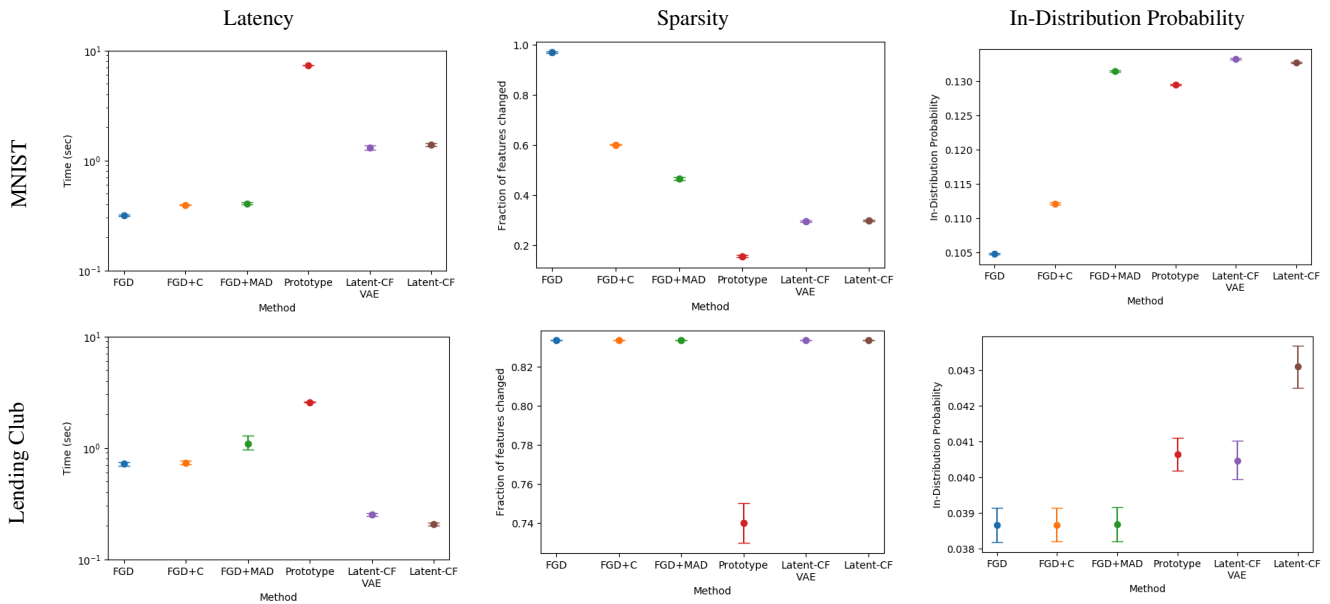 Latency
Sparsity
In-Distribution Probability
MNIST
Time (sec)
10^1
10^0
10^-1
FGD FGD+C FGD+MAD Prototype Latent-CF VAE Latent-CF
Method
Fraction of features changed
1.0
0.8
0.6
0.4
0.2
FGD FGD+C FGD+MAD Prototype Latent-CF VAE Latent-CF
Method
In-Distribution Probability
0.130
0.125
0.120
0.115
0.110
0.105
FGD FGD+C FGD+MAD Prototype Latent-CF VAE Latent-CF
Method
Lending Club
Time (sec)
10^1
10^0
10^-1
FGD FGD+C FGD+MAD Prototype Latent-CF VAE Latent-CF
Method
Fraction of features changed
0.82
0.80
0.78
0.76
0.74
FGD FGD+C FGD+MAD Prototype Latent-CF VAE Latent-CF
Method
In-Distribution Probability
0.043
0.042
0.041
0.040
0.039
0.038
FGD FGD+C FGD+MAD Prototype Latent-CF VAE Latent-CF
Method